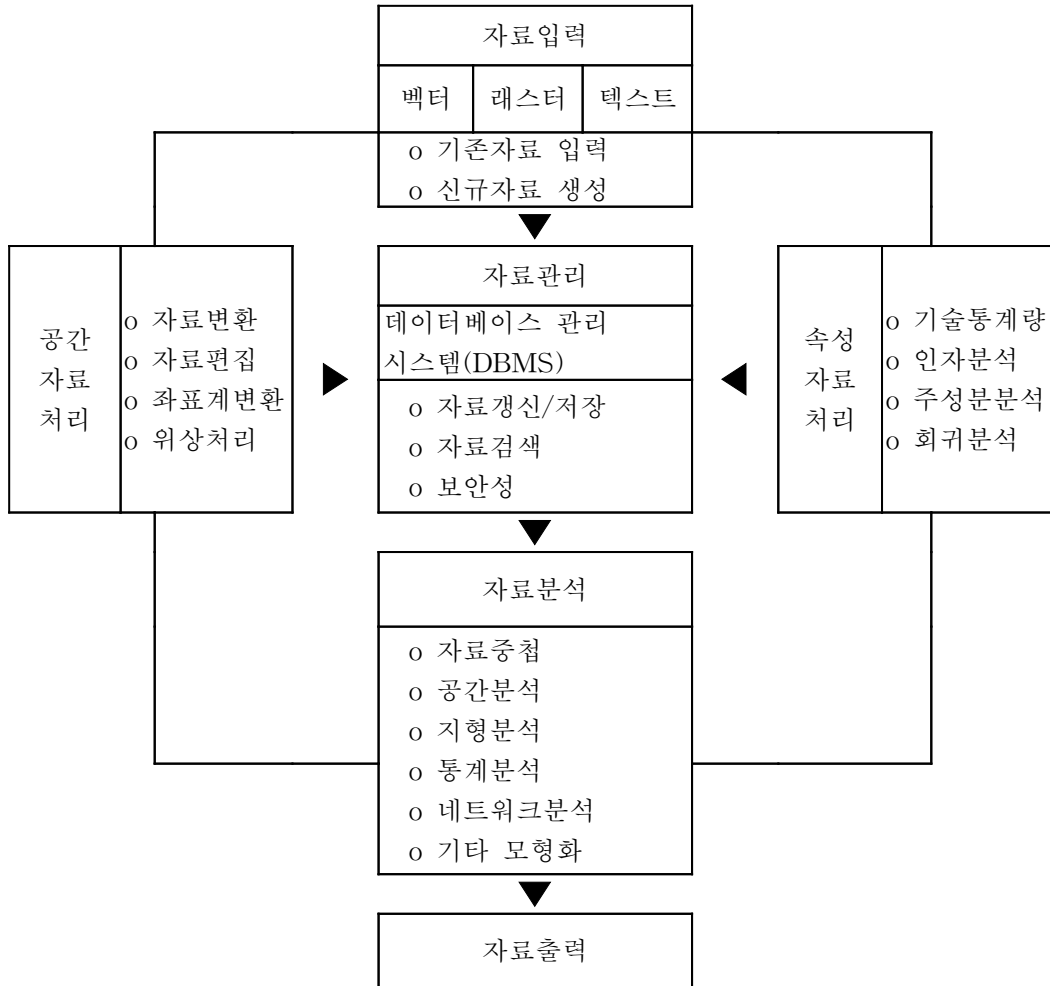 자료입력
벡터 래스터 텍스트
o 기존자료 입력
o 신규자료 생성
공간
자료
처리
o 자료변환
o 자료편집
o 좌표계변환
o 위상처리
자료관리
데이터베이스 관리
시스템(DBMS)
o 자료갱신/저장
o 자료검색
o 보안성
속성
자료
처리
o 기술통계량
o 인자분석
o 주성분분석
o 회귀분석
자료분석
o 자료중첩
o 공간분석
o 지형분석
o 통계분석
o 네트워크분석
o 기타 모형화
자료출력